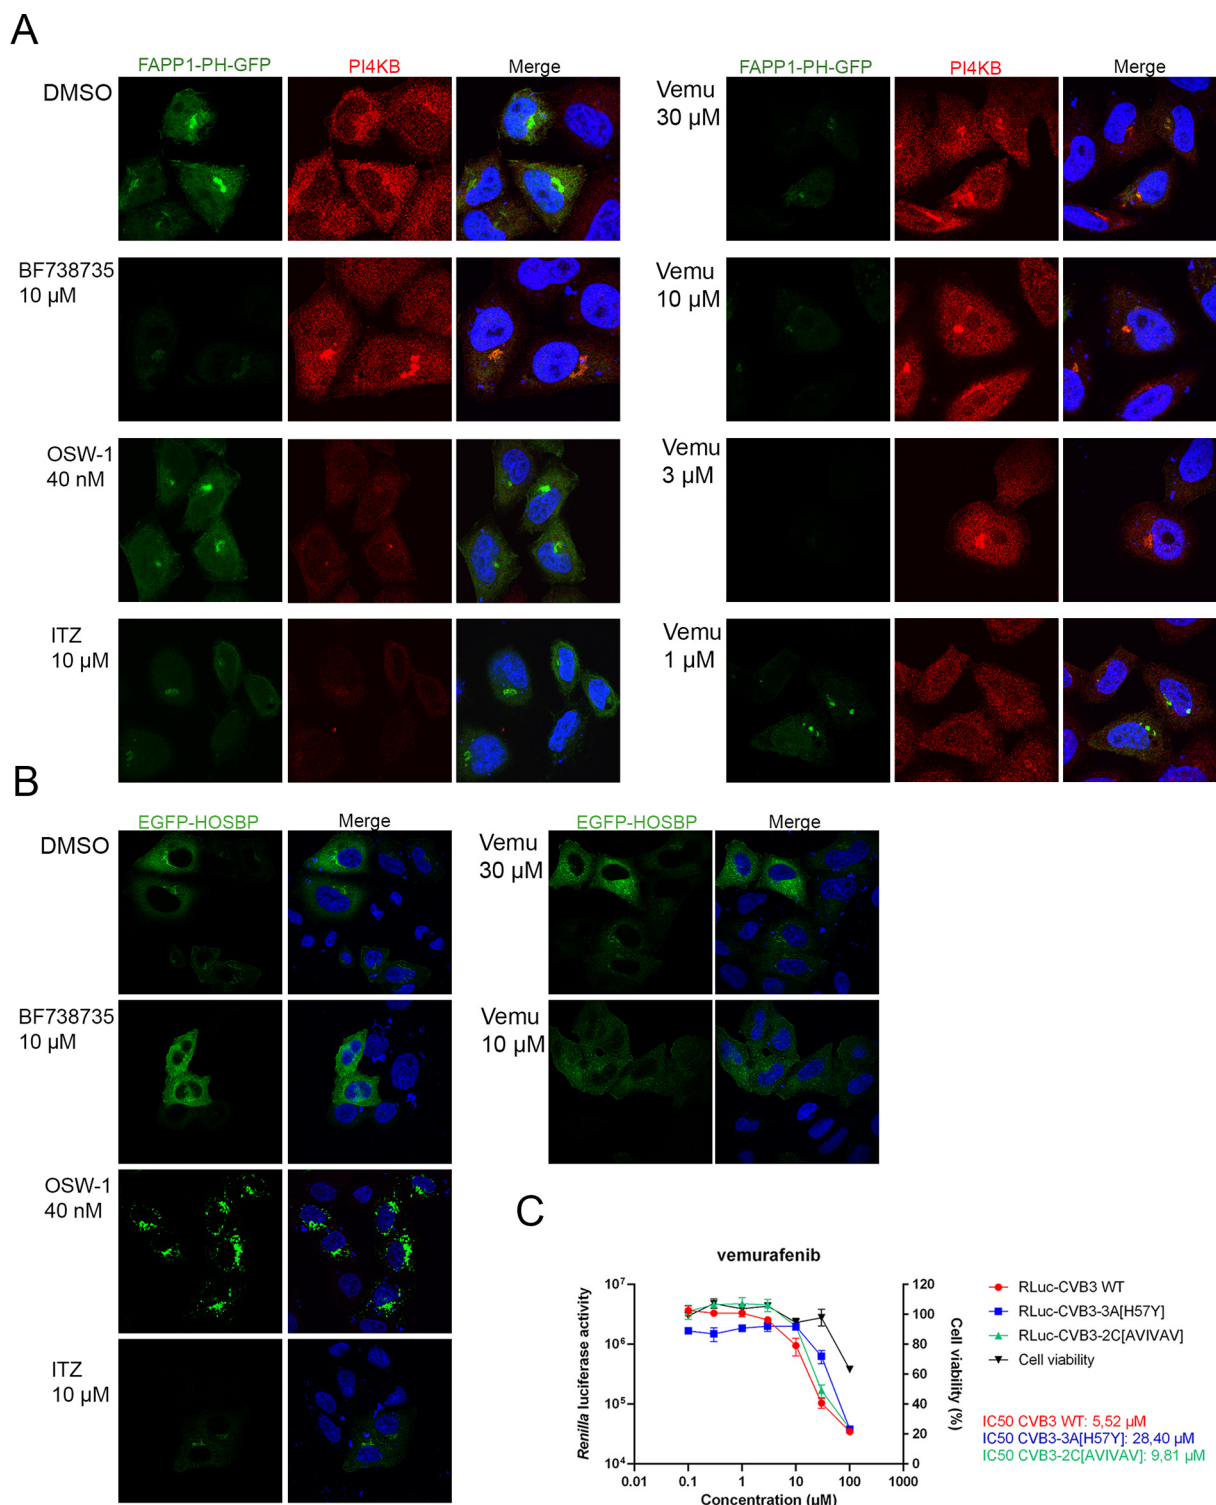 A
FAPP1-PH-GFP PI4KB Merge
DMSO
BF738735
10 µM
OSW-1
40 nM
ITZ
10 µM
FAPP1-PH-GFP PI4KB Merge
Vemu
30 µM
Vemu
10 µM
Vemu
3 µM
Vemu
1 µM
B
EGFP-HOSBP Merge
DMSO
BF738735
10 µM
OSW-1
40 nM
ITZ
10 µM
EGFP-HOSBP Merge
Vemu
30 µM
Vemu
10 µM
C
vemurafenib
Renilla luciferase activity
10⁷
10⁶
10⁵
10⁴
120
100
80
60
40
20
0
Cell viability (%)
0.01 0.1 1 10 100 1000
Concentration (µM)
RLuc-CVB3 WT
RLuc-CVB3-3A[H57Y]
RLuc-CVB3-2C[AVIVAV]
Cell viability
IC50 CVB3 WT: 5,52 µM
IC50 CVB3-3A[H57Y]: 28,40 µM
IC50 CVB3-2C[AVIVAV]: 9,81 µM